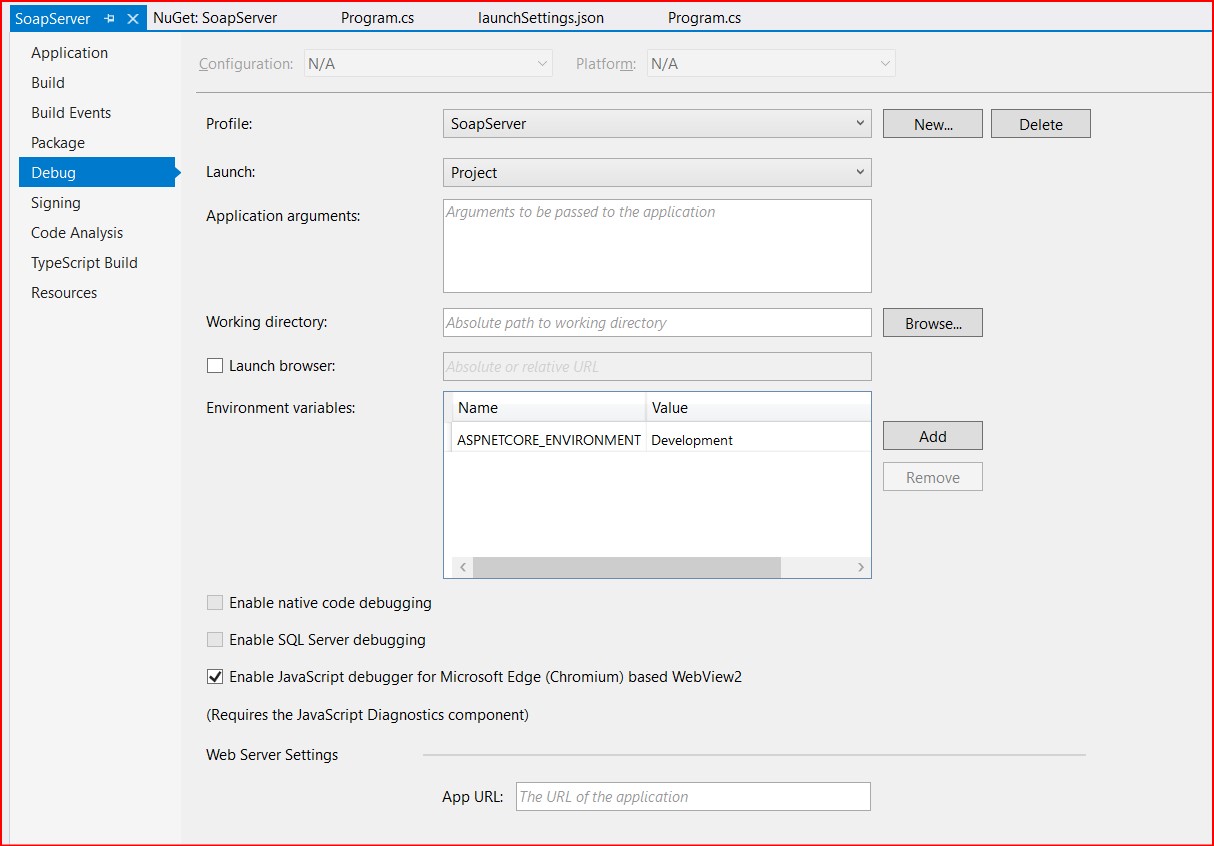 SoapServer NuGet: SoapServer Program.cs launchSettings.json Program.cs
Application
Build
Build Events
Package
Debug
Signing
Code Analysis
TypeScript Build
Resources
Configuration: N/A Platform: N/A
Profile: SoapServer New... Delete
Launch: Project
Application arguments: Arguments to be passed to the application
Working directory: Absolute path to working directory Browse...
Launch browser: Absolute or relative URL
Environment variables: Name Value
ASPNETCORE_ENVIRONMENT Development
Add
Remove
Enable native code debugging
Enable SQL Server debugging
Enable JavaScript debugger for Microsoft Edge (Chromium) based WebView2
(Requires the JavaScript Diagnostics component)
Web Server Settings
App URL: The URL of the application